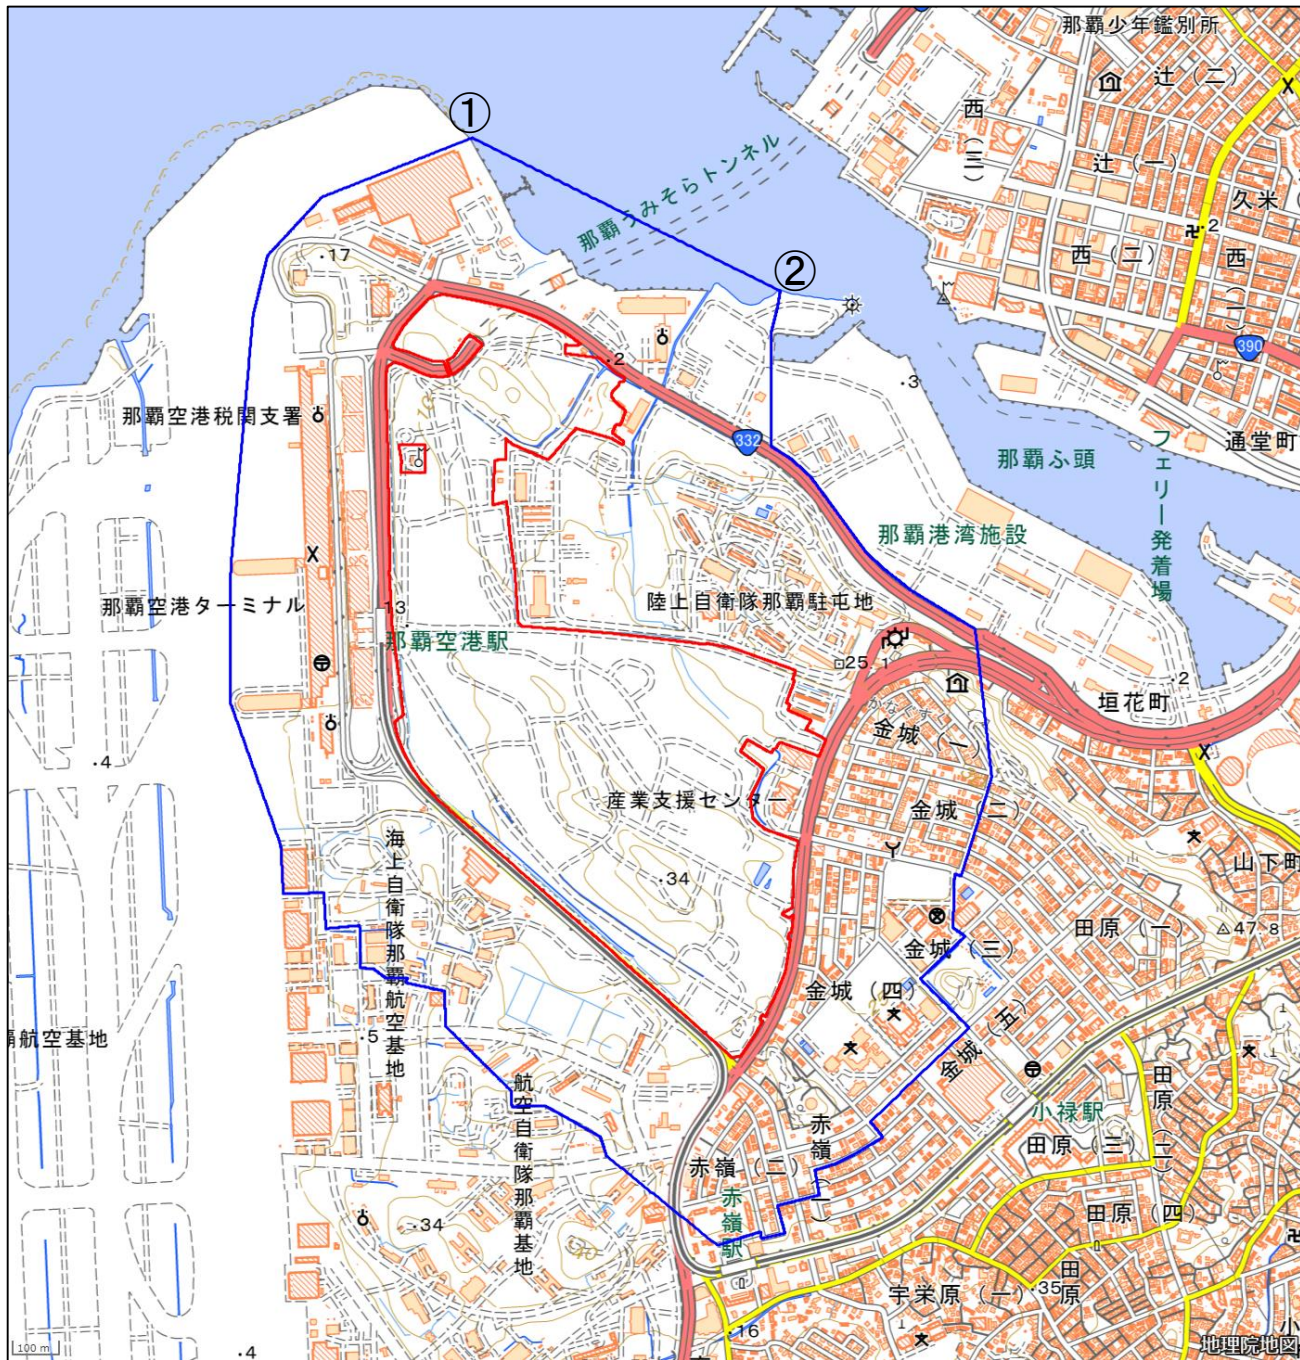 那覇少年鑑別所
辻(二)
①
西(三)
那覇うみそらトンネル
辻(一)
久米(
2
②
西(二)
西(一)
17
390
2
3
那覇空港税関支署
332
通堂町
那覇ふ頭
フェリー発着場
那覇港湾施設
那覇空港ターミナル
13
陸上自衛隊那覇駐屯地
那覇空港駅
25.1
2
垣花町
かなぐすく
金城(一)
4
産業支援センター
金城(二)
海上自衛隊那覇航空基地
山下町
34
47.8
田原(一)
金城(三)
金城(四)
覇航空基地
5
金城(五)
航空自衛隊那覇基地
田原(二)
小禄駅
赤嶺(一)
田原(三)
赤嶺(二)
34
赤嶺駅
田原(四)
田原
宇栄原(一)
35
16
小
100 m
4
地理院地図